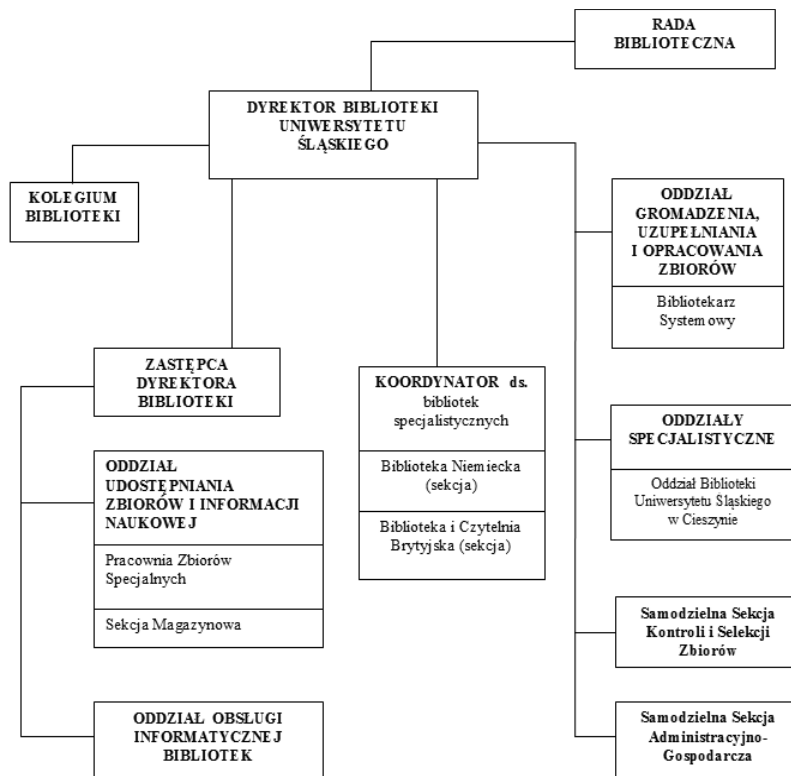 RADA
BIBLIOTECZNA
DYREKTOR BIBLIOTEKI
UNIWERSYTETU
ŚLĄSKIEGO
KOLEGIUM
BIBLIOTEKI
ODDZIAŁ
GROMADZENIA,
UZUPEŁNIANIA
I OPRACOWANIA
ZBIORÓW
Bibliotekarz
Systemowy
ZASTĘPCA
DYREKTORA
BIBLIOTEKI
KOORDYNATOR ds.
bibliotek
specjalistycznych
Biblioteka Niemiecka
(sekcja)
Biblioteka i Czytelnia
Brytyjska (sekcja)
ODDZIAŁY
SPECJALISTYCZNE
Oddział Biblioteki
Uniwersytetu Śląskiego
w Cieszynie
ODDZIAŁ
UDOSTĘPNIANIA
ZBIORÓW I INFORMACJI
NAUKOWEJ
Pracownia Zbiorów
Specjalnych
Sekcja Magazynowa
Samodzielna Sekcja
Kontroli i Selekcji
Zbiorów
ODDZIAŁ OBSŁUGI
INFORMATYCZNEJ
BIBLIOTEK
Samodzielna Sekcja
Administracyjno-
Gospodarcza